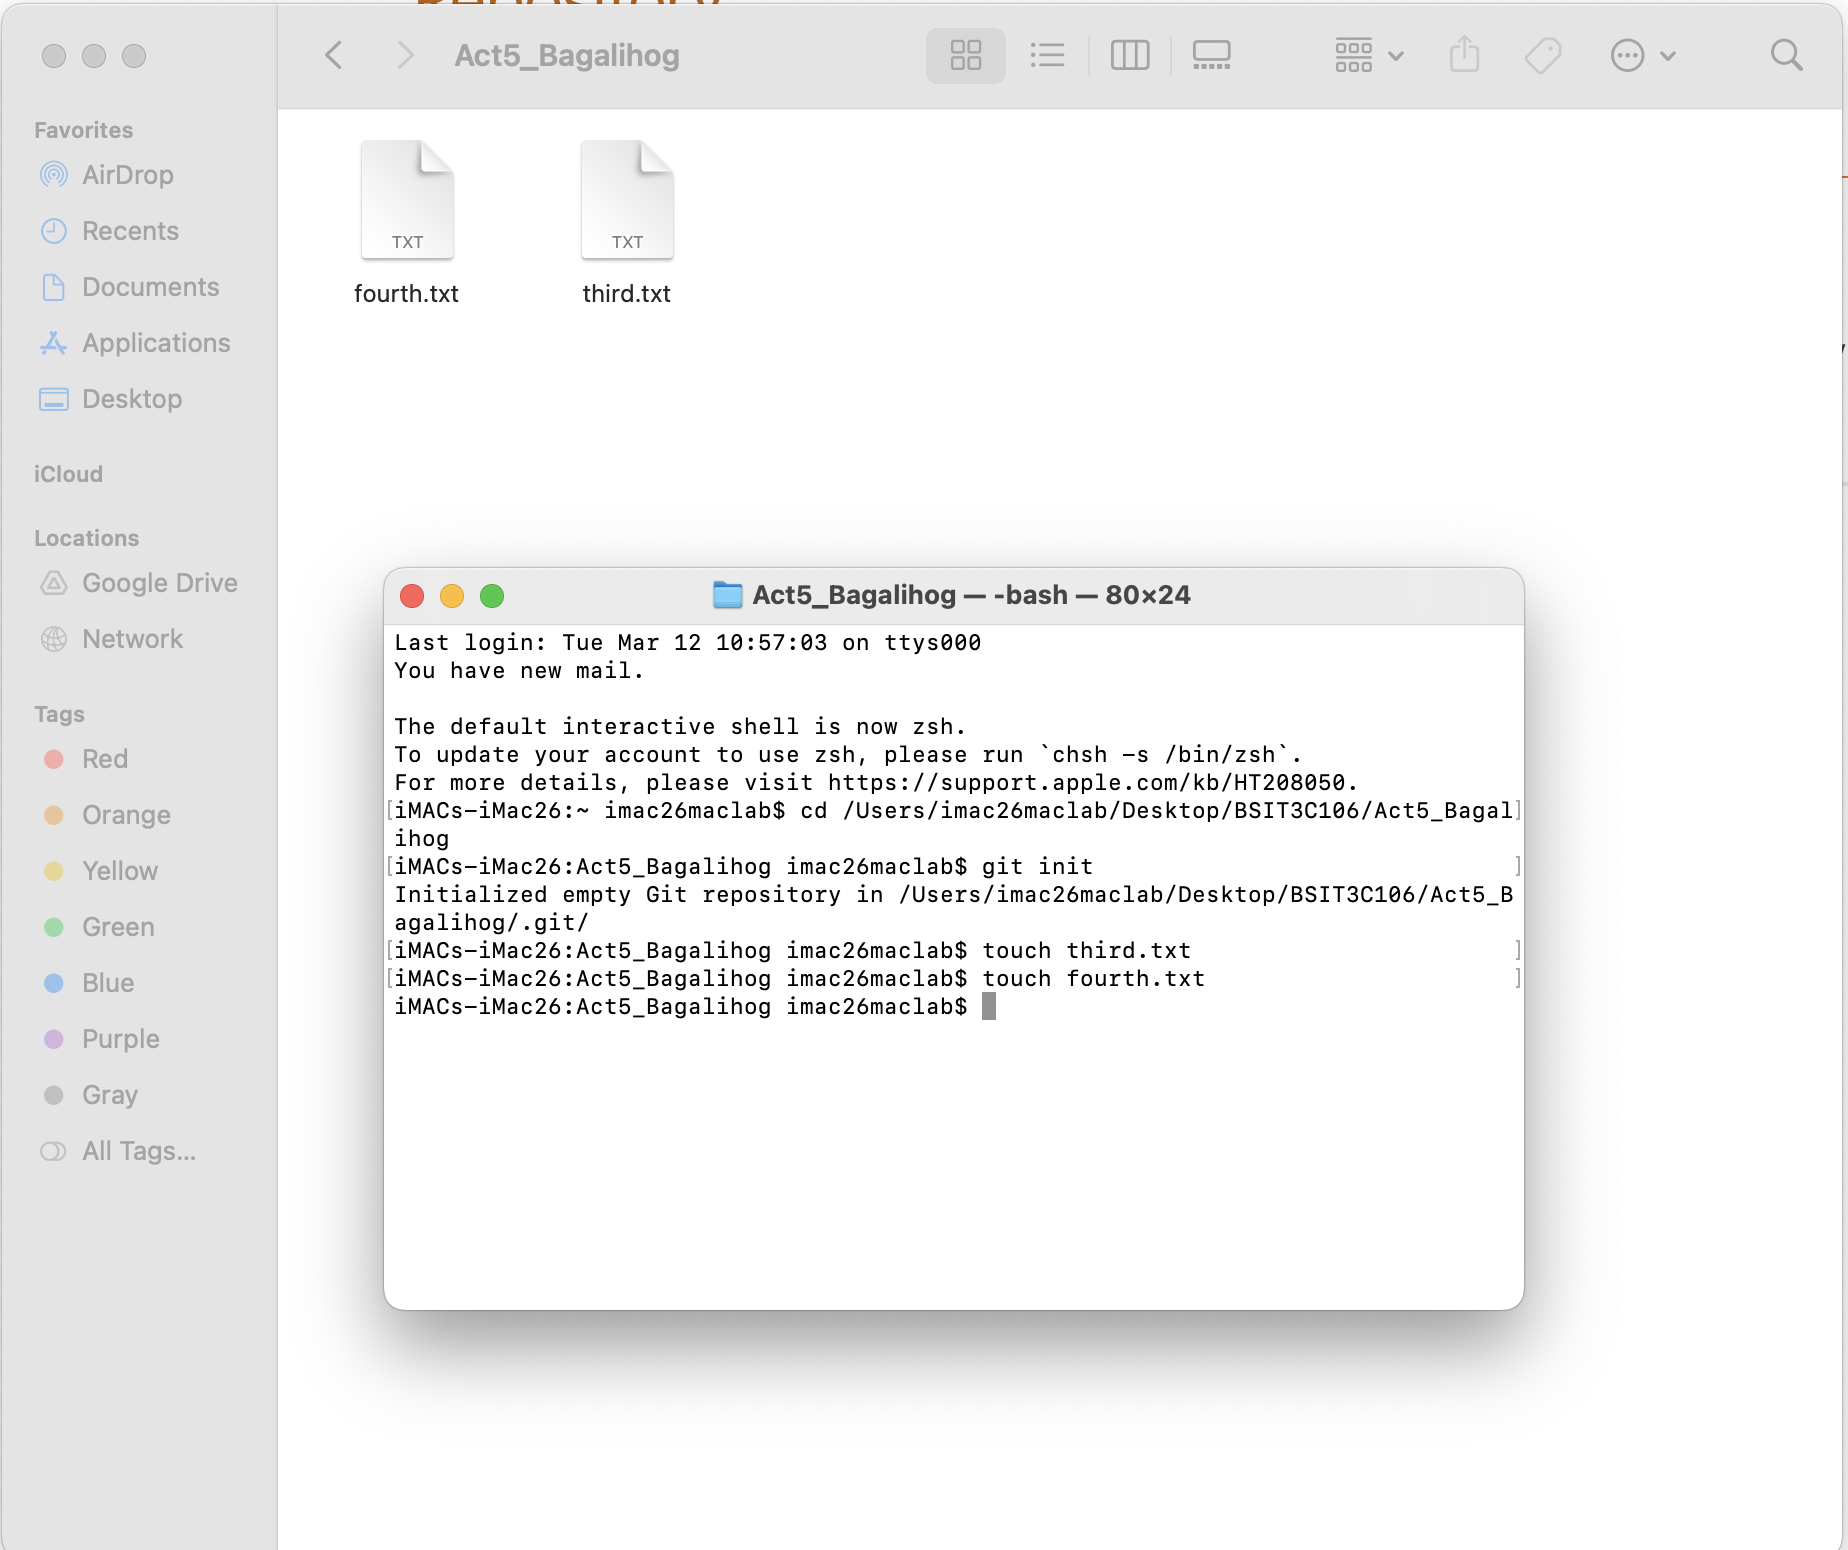 Repository
Act5_Bagalihog
Favorites
AirDrop
Recents
Documents
Applications
Desktop
iCloud
Locations
Google Drive
Network
Tags
Red
Orange
Yellow
Green
Blue
Purple
Gray
All Tags...
TXT
TXT
fourth.txt
third.txt
Act5_Bagalihog — -bash — 80×24
Last login: Tue Mar 12 10:57:03 on ttys000
You have new mail.
The default interactive shell is now zsh.
To update your account to use zsh, please run `chsh -s /bin/zsh`.
For more details, please visit https://support.apple.com/kb/HT208050.
[iMACs-iMac26:~ imac26maclab$ cd /Users/imac26maclab/Desktop/BSIT3C106/Act5_Bagal]
ihog
[iMACs-iMac26:Act5_Bagalihog imac26maclab$ git init ]
Initialized empty Git repository in /Users/imac26maclab/Desktop/BSIT3C106/Act5_B
agalihog/.git/
[iMACs-iMac26:Act5_Bagalihog imac26maclab$ touch third.txt ]
[iMACs-iMac26:Act5_Bagalihog imac26maclab$ touch fourth.txt ]
iMACs-iMac26:Act5_Bagalihog imac26maclab$